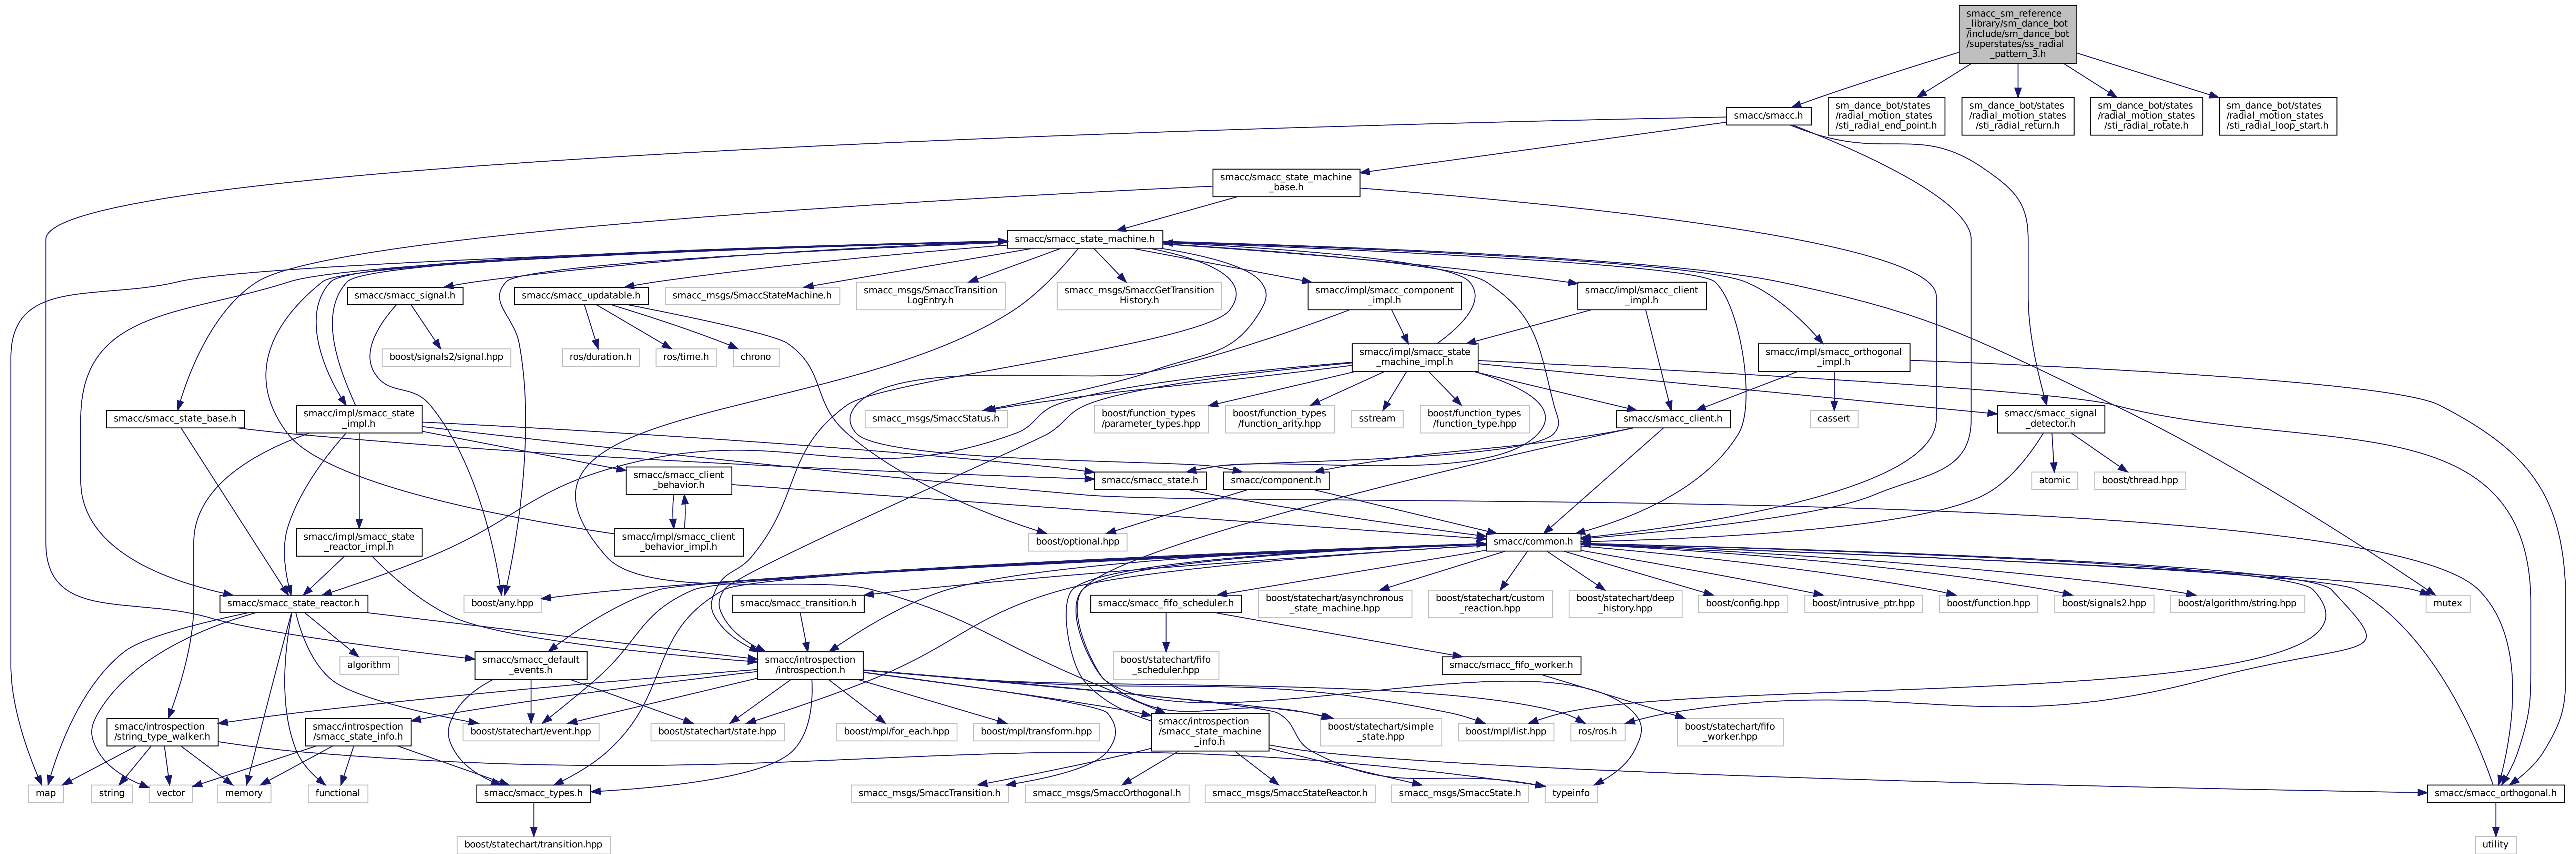 smacc_sm_reference
_library/sm_dance_bot
/include/sm_dance_bot
/superstates/ss_radial
_pattern_3.h
smacc/smacc.h
sm_dance_bot/states
/radial_motion_states
/sti_radial_end_point.h
sm_dance_bot/states
/radial_motion_states
/sti_radial_return.h
sm_dance_bot/states
/radial_motion_states
/sti_radial_rotate.h
sm_dance_bot/states
/radial_motion_states
/sti_radial_loop_start.h
smacc/smacc_state_machine
_base.h
smacc/smacc_state_machine.h
smacc/smacc_signal.h
smacc/smacc_updatable.h
smacc_msgs/SmaccStateMachine.h
smacc_msgs/SmaccTransition
LogEntry.h
smacc_msgs/SmaccGetTransition
History.h
smacc/impl/smacc_component
_impl.h
smacc/impl/smacc_client
_impl.h
boost/signals2/signal.hpp
ros/duration.h
ros/time.h
chrono
smacc/impl/smacc_state
_machine_impl.h
smacc/impl/smacc_orthogonal
_impl.h
smacc/smacc_state_base.h
smacc/impl/smacc_state
_impl.h
smacc_msgs/SmaccStatus.h
boost/function_types
/parameter_types.hpp
boost/function_types
/function_arity.hpp
sstream
boost/function_types
/function_type.hpp
smacc/smacc_client.h
cassert
smacc/smacc_signal
_detector.h
smacc/smacc_client
_behavior.h
smacc/smacc_state.h
smacc/component.h
atomic
boost/thread.hpp
smacc/impl/smacc_state
_reactor_impl.h
smacc/impl/smacc_client
_behavior_impl.h
boost/optional.hpp
smacc/common.h
smacc/smacc_state_reactor.h
boost/any.hpp
smacc/smacc_transition.h
smacc/smacc_fifo_scheduler.h
boost/statechart/asynchronous
_state_machine.hpp
boost/statechart/custom
_reaction.hpp
boost/statechart/deep
_history.hpp
boost/config.hpp
boost/intrusive_ptr.hpp
boost/function.hpp
boost/signals2.hpp
boost/algorithm/string.hpp
mutex
algorithm
smacc/smacc_default
_events.h
smacc/introspection
/introspection.h
boost/statechart/fifo
_scheduler.hpp
smacc/smacc_fifo_worker.h
smacc/introspection
/string_type_walker.h
smacc/introspection
/smacc_state_info.h
boost/statechart/event.hpp
boost/statechart/state.hpp
boost/mpl/for_each.hpp
boost/mpl/transform.hpp
smacc/introspection
/smacc_state_machine
_info.h
boost/statechart/simple
_state.hpp
boost/mpl/list.hpp
ros/ros.h
boost/statechart/fifo
_worker.hpp
map
string
vector
memory
functional
smacc/smacc_types.h
smacc_msgs/SmaccTransition.h
smacc_msgs/SmaccOrthogonal.h
smacc_msgs/SmaccStateReactor.h
smacc_msgs/SmaccState.h
typeinfo
smacc/smacc_orthogonal.h
boost/statechart/transition.hpp
utility